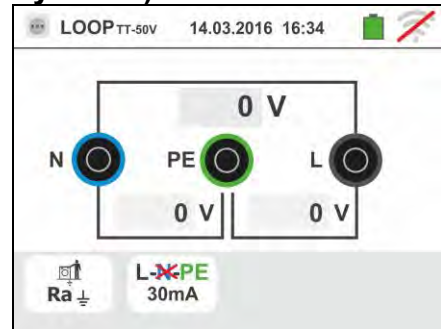 LOOP TT-50V 14.03.2016 16:34
0 V
N PE L
0 V 0 V
Ra L-N-PE
30mA